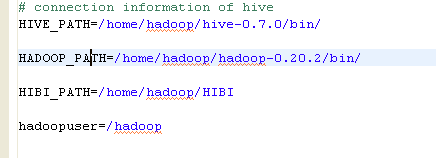 # connection information of hive
HIVE_PATH=/home/hadoop/hive-0.7.0/bin/
HADOOP_PATH=/home/hadoop/hadoop-0.20.2/bin/
HIBI_PATH=/home/hadoop/HIBI
hadoopuser=/hadoop